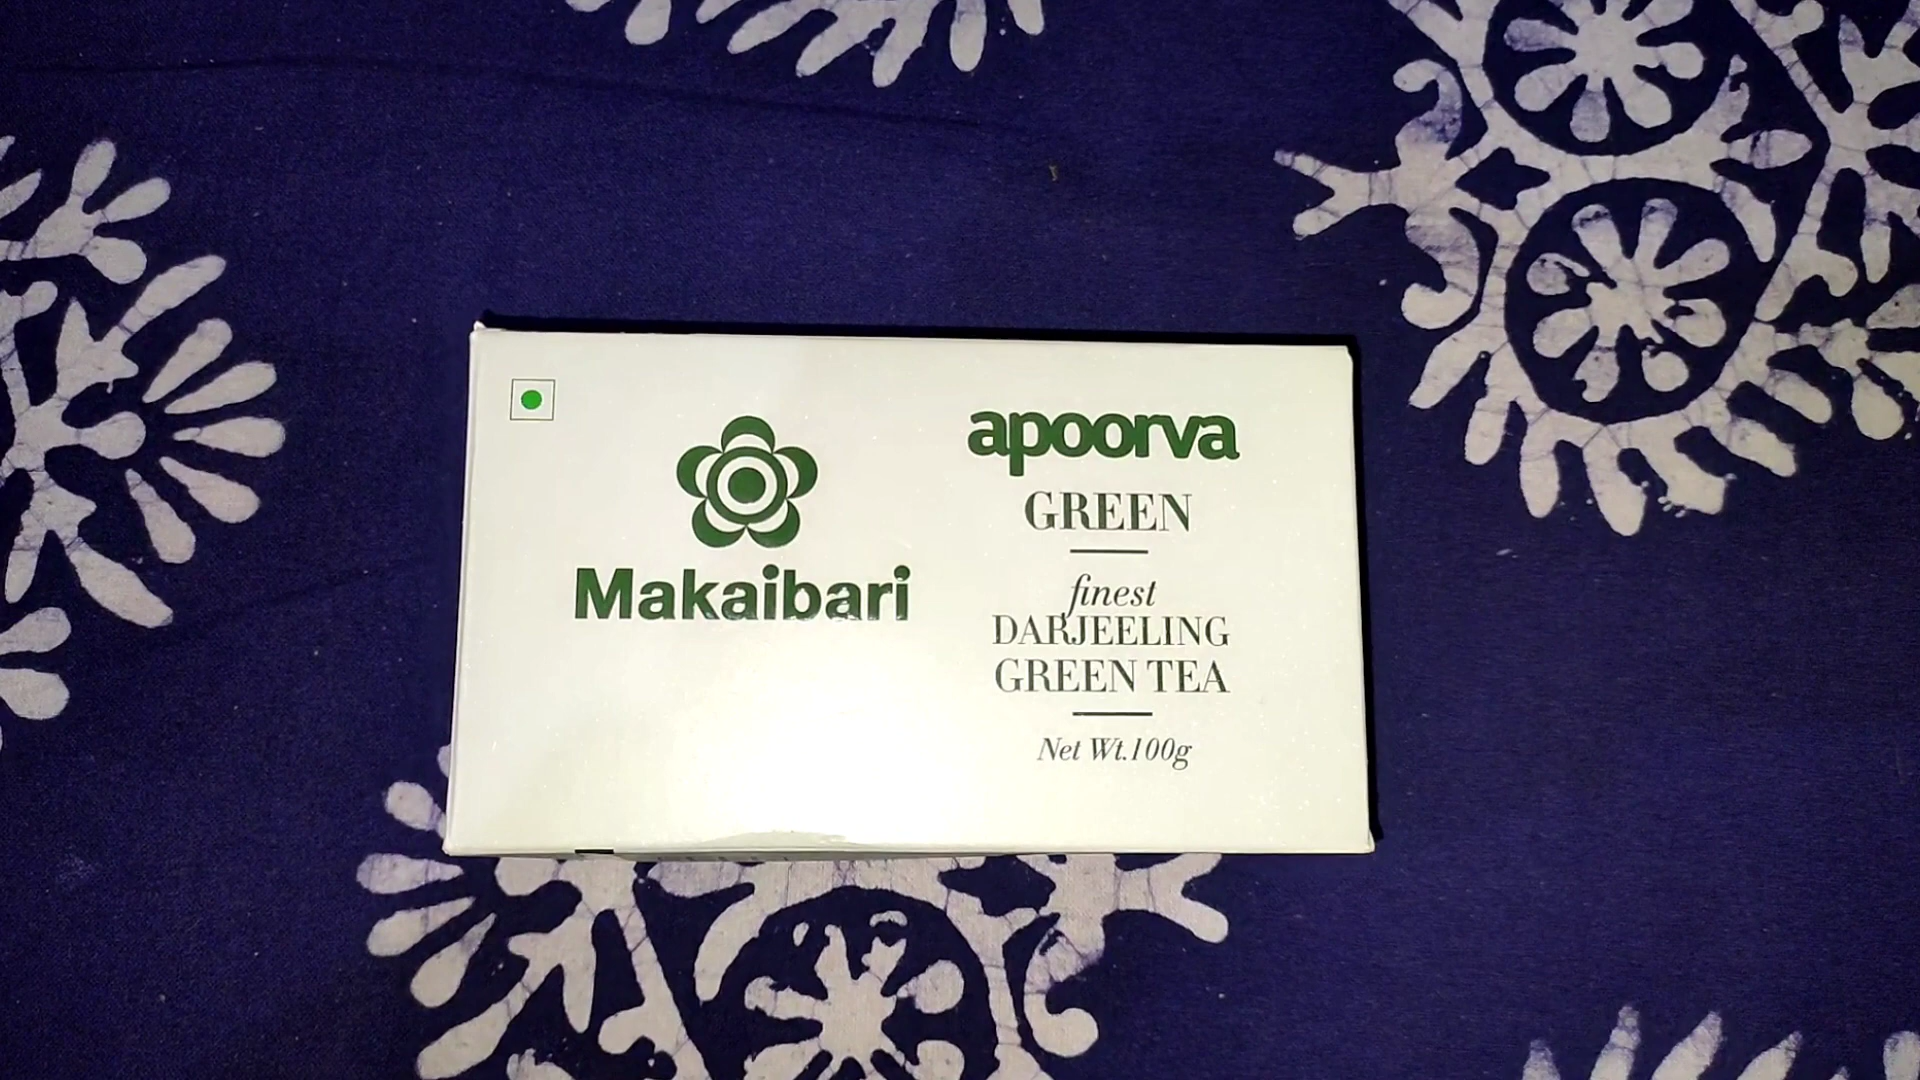 Makaibari
apoorva
GREEN
finest
DARJEELING
GREEN TEA
Net Wt.100g